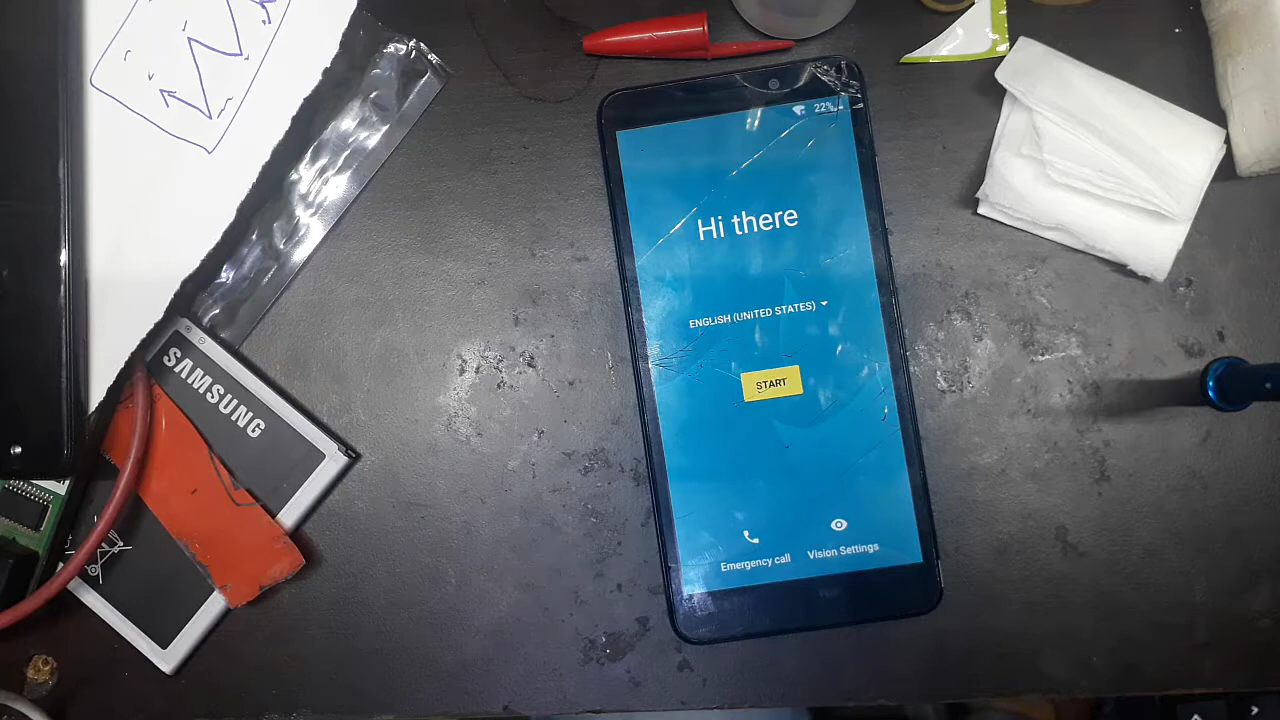 SAMSUNG
22%
Hi there
ENGLISH (UNITED STATES)
START
Emergency call
Vision Settings